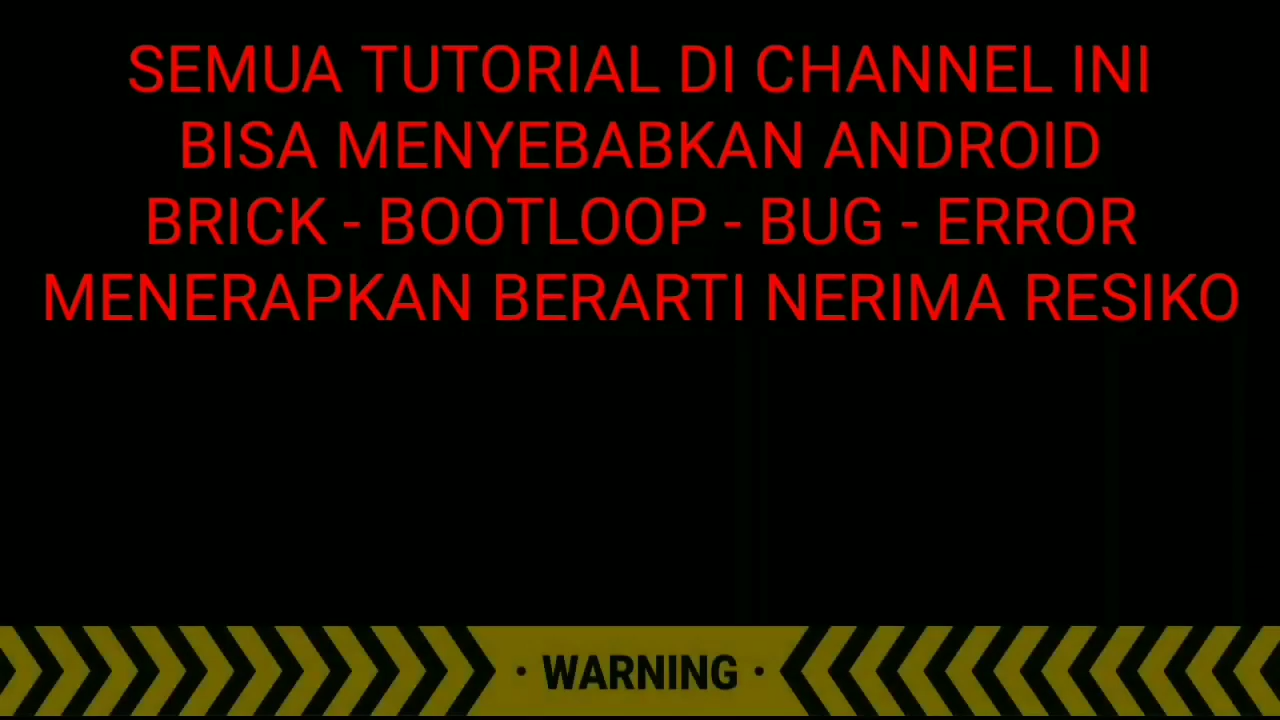 SEMUA TUTORIAL DI CHANNEL INI
BISA MENYEBABKAN ANDROID
BRICK - BOOTLOOP - BUG - ERROR
MENERAPKAN BERARTI NERIMA RESIKO
· WARNING ·